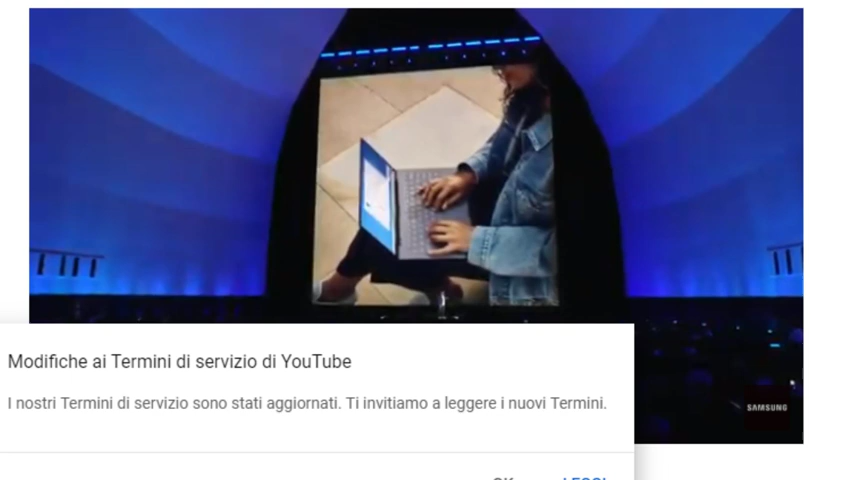 SAMSUNG
Modifiche ai Termini di servizio di YouTube
I nostri Termini di servizio sono stati aggiornati. Ti invitiamo a leggere i nuovi Termini.